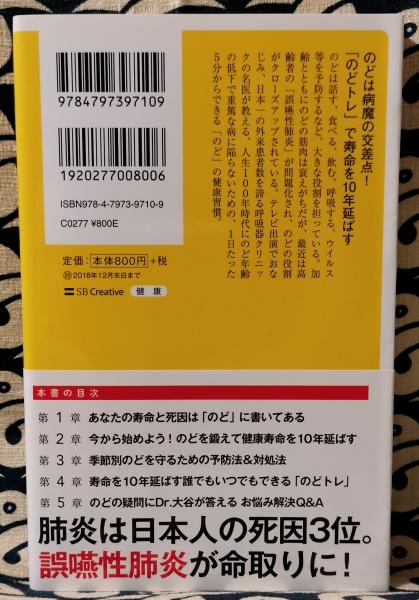 のどは病魔の交差点！
「のどトレ」で寿命を10年延ばす
のどは話す、食べる、飲む、呼吸する、ウイルス
等を予防するなど、大きな役割を担っている。加
齢とともにのどの筋肉は衰えがちだが、最近は高
齢者の「誤嚥性肺炎」が問題化され、のどの役割
がクローズアップされている。テレビ出演でおな
じみ、日本一の外来患者数を誇る呼吸器クリニッ
クの名医が教える、人生100年時代にのど年齢
の低下で重篤な病に陥らないための、1日たった
5分からできる「のど」の健康習慣。
9784797397109
1920277008006
ISBN978-4-7973-9710-9
C0277 ¥800E
定価：本体800円＋税
㊕2018年12月末日まで
SB Creative 健康
本書の目次
第1章 あなたの寿命と死因は「のど」に書いてある
第2章 今から始めよう！のどを鍛えて健康寿命を10年延ばす
第3章 季節別のどを守るための予防法&対処法
第4章 寿命を10年延ばす誰でもいつでもできる「のどトレ」
第5章 のどの疑問にDr.大谷が答える お悩み解決Q&A
肺炎は日本人の死因3位。
誤嚥性肺炎が命取りに！